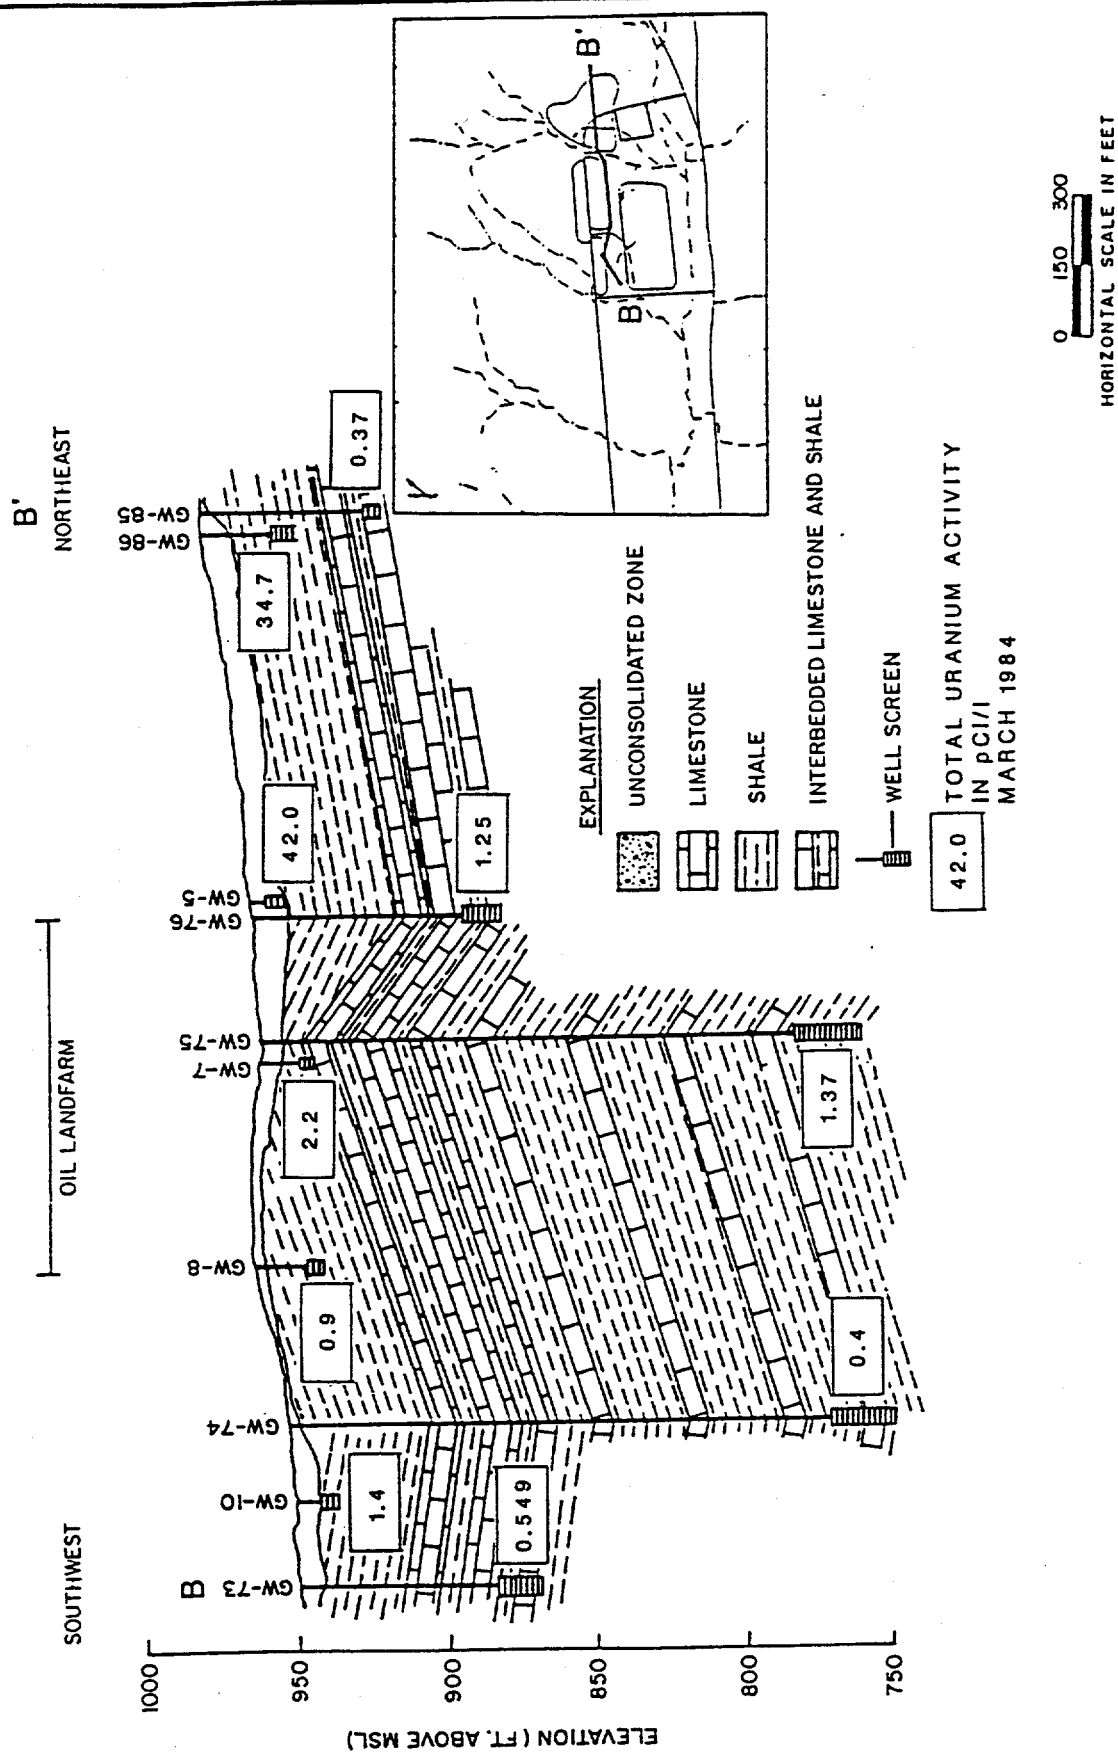 B'
NORTHEAST
SOUTHWEST
OIL LANDFARM
B
GW-73
GW-10
GW-74
GW-8
GW-7
GW-75
GW-76
GW-5
GW-86
GW-85
1.4
0.549
0.9
0.4
2.2
1.37
42.0
1.25
34.7
0.37
1000
950
900
850
800
750
ELEVATION (FT. ABOVE MSL)
B
B'
EXPLANATION
UNCONSOLIDATED ZONE
LIMESTONE
SHALE
INTERBEDDED LIMESTONE AND SHALE
WELL SCREEN
42.0
TOTAL URANIUM ACTIVITY
IN pCI/l
MARCH 1984
0 150 300
HORIZONTAL SCALE IN FEET